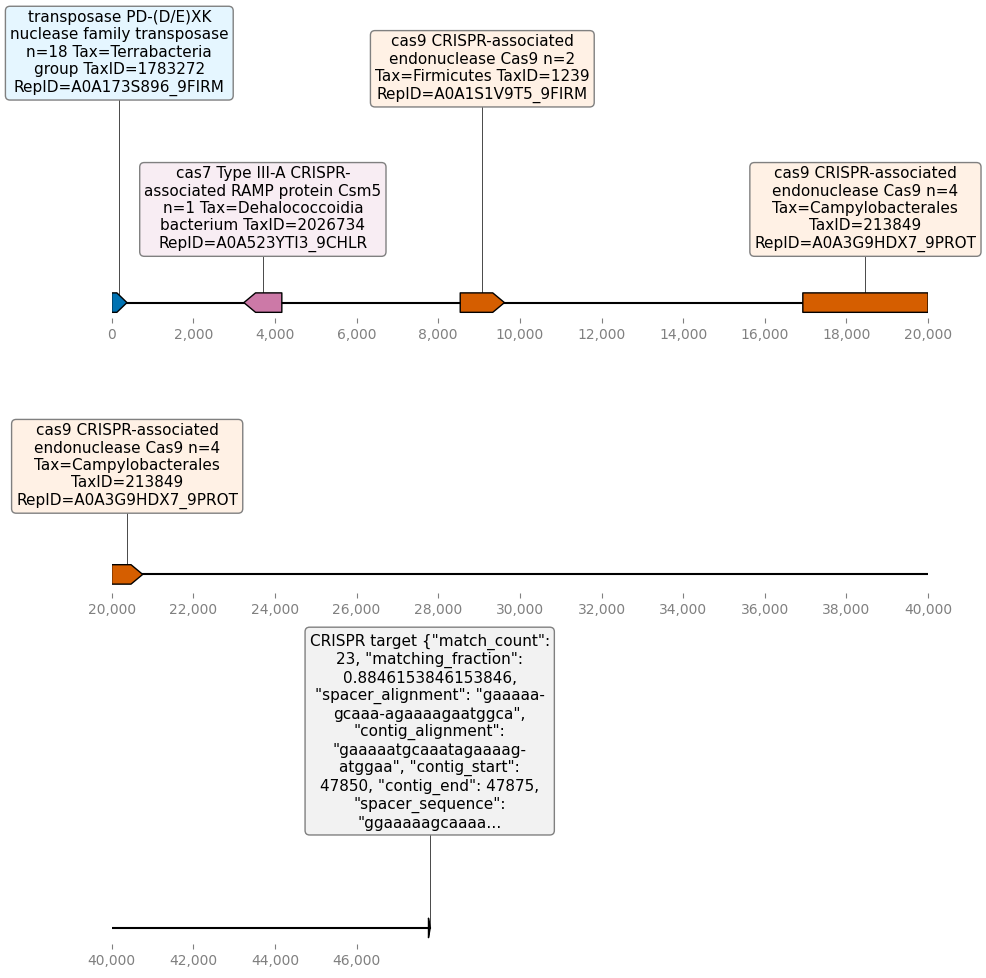 transposase PD-(D/E)XK
nuclease family transposase
n=18 Tax=Terrabacteria
group TaxID=1783272
RepID=A0A173S896_9FIRM
cas9 CRISPR-associated
endonuclease Cas9 n=2
Tax=Firmicutes TaxID=1239
RepID=A0A1S1V9T5_9FIRM
cas7 Type III-A CRISPR-
associated RAMP protein Csm5
n=1 Tax=Dehalococcoidia
bacterium TaxID=2026734
RepID=A0A523YTI3_9CHLR
cas9 CRISPR-associated
endonuclease Cas9 n=4
Tax=Campylobacterales
TaxID=213849
RepID=A0A3G9HDX7_9PROT
0 2,000 4,000 6,000 8,000 10,000 12,000 14,000 16,000 18,000 20,000
cas9 CRISPR-associated
endonuclease Cas9 n=4
Tax=Campylobacterales
TaxID=213849
RepID=A0A3G9HDX7_9PROT
20,000 22,000 24,000 26,000 28,000 30,000 32,000 34,000 36,000 38,000 40,000
CRISPR target {"match_count":
23, "matching_fraction":
0.8846153846153846,
"spacer_alignment": "gaaaaa-
gcaaa-agaaaagaatggca",
"contig_alignment":
"gaaaaatgcaaatagaaaag-
atggaa", "contig_start":
47850, "contig_end": 47875,
"spacer_sequence":
"ggaaaaagcaaaa...
40,000 42,000 44,000 46,000